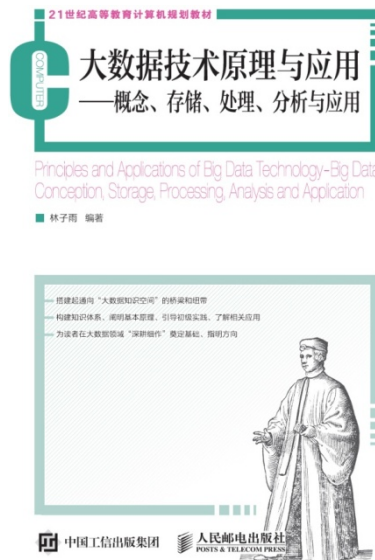 21世纪高等教育计算机规划教材
COMPUTER
大数据技术原理与应用
——概念、存储、处理、分析与应用
Principles and Applications of Big Data Technology-Big Data
Conception, Storage, Processing, Analysis and Application
林子雨 编著
搭建起通向“大数据知识空间”的桥梁和纽带
构建知识体系、阐明基本原理、引导初级实践、了解相关应用
为读者在大数据领域“深耕细作”奠定基础、指明方向
中国工信出版集团
人民邮电出版社
POSTS & TELECOM PRESS